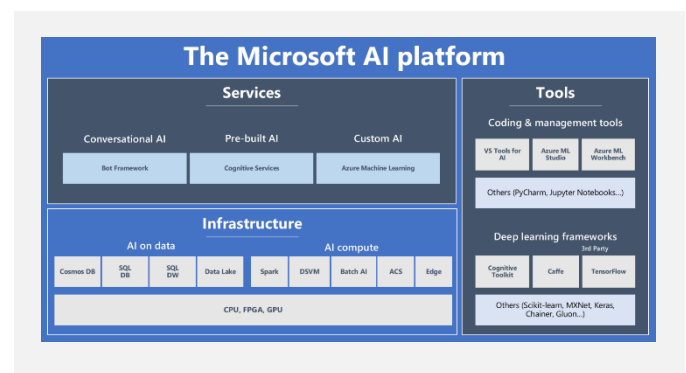 The Microsoft AI platform
Services
Conversational AI
Pre-built AI
Custom AI
Bot Framework
Cognitive Services
Azure Machine Learning
Infrastructure
AI on data
AI compute
Cosmos DB
SQL
DB
SQL
DW
Data Lake
Spark
DSVM
Batch AI
ACS
Edge
CPU, FPGA, GPU
Tools
Coding & management tools
VS Tools for
AI
Azure ML
Studio
Azure ML
Workbench
Others (PyCharm, Jupyter Notebooks...)
Deep learning frameworks
3rd Party
Cognitive
Toolkit
Caffe
TensorFlow
Others (Scikit-learn, MXNet, Keras,
Chainer, Gluon...)